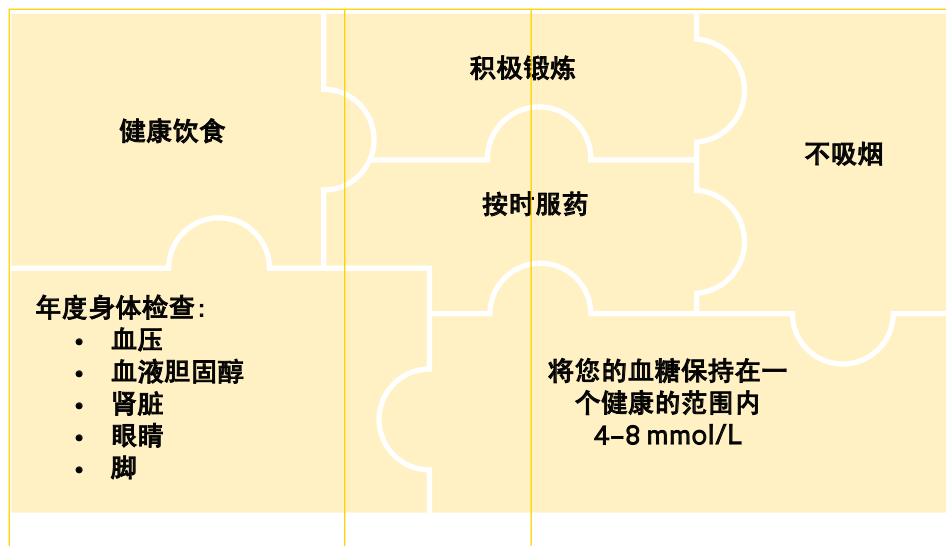 健康饮食
积极锻炼
不吸烟
按时服药
年度身体检查:
• 血压
• 血液胆固醇
• 肾脏
• 眼睛
• 脚
将您的血糖保持在一
个健康的范围内
4–8 mmol/L